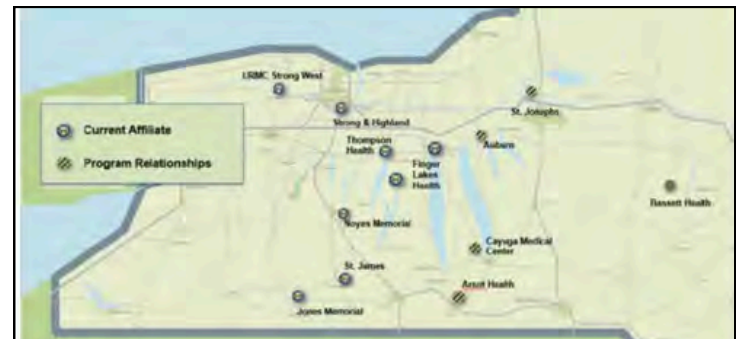 URMC Strong West
Strong & Highland
St. Josephs
Auburn
Current Affiliate
Program Relationships
Thompson
Health
Finger
Lakes
Health
Bassett Health
Noyes Memorial
Cayuga Medical
Center
St. James
Arnot Health
Jones Memorial